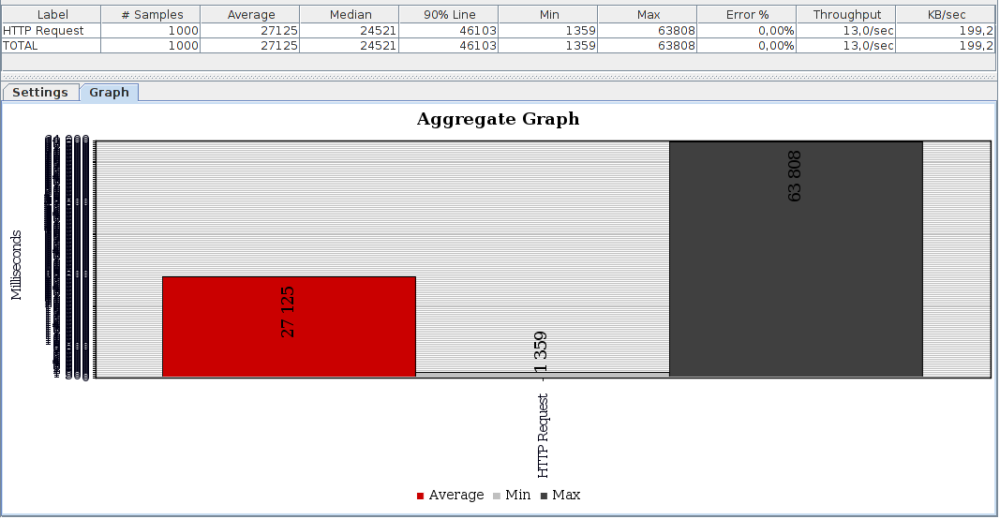 Label # Samples Average Median 90% Line Min Max Error % Throughput KB/sec
HTTP Request 1000 27125 24521 46103 1359 63808 0,00% 13,0/sec 199,2
TOTAL 1000 27125 24521 46103 1359 63808 0,00% 13,0/sec 199,2
Settings Graph
Aggregate Graph
Milliseconds
27 125
1 359
63 808
HTTP Request
Average Min Max